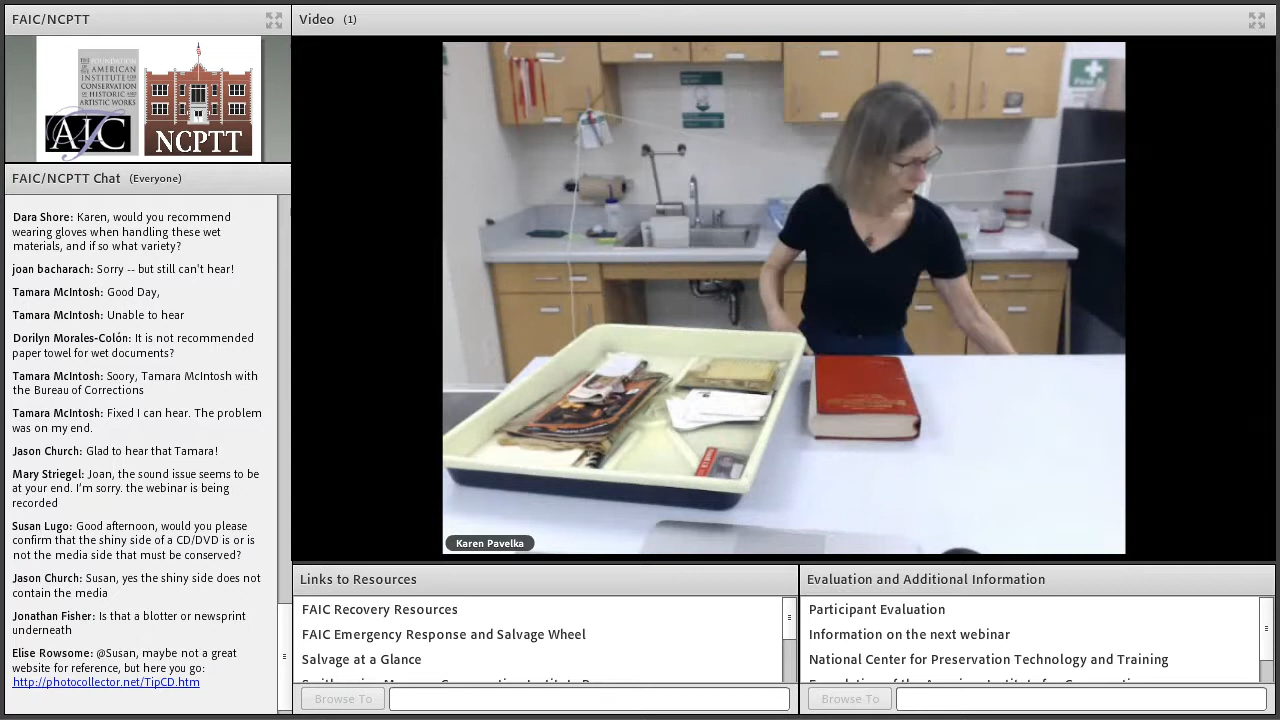 FAIC/NCPTT
THE FOUNDATION
OF THE
AMERICAN
INSTITUTE FOR
CONSERVATION
OF HISTORIC
AND
ARTISTIC WORKS
AIC
NCPTT
FAIC/NCPTT Chat (Everyone)
Dara Shore: Karen, would you recommend
wearing gloves when handling these wet
materials, and if so what variety?
joan bacharach: Sorry -- but still can't hear!
Tamara McIntosh: Good Day,
Tamara McIntosh: Unable to hear
Dorilyn Morales-Colón: It is not recommended
paper towel for wet documents?
Tamara McIntosh: Soory, Tamara McIntosh with
the Bureau of Corrections
Tamara McIntosh: Fixed I can hear. The problem
was on my end.
Jason Church: Glad to hear that Tamara!
Mary Striegel: Joan, the sound issue seems to be
at your end. I'm sorry. the webinar is being
recorded
Susan Lugo: Good afternoon, would you please
confirm that the shiny side of a CD/DVD is or is
not the media side that must be conserved?
Jason Church: Susan, yes the shiny side does not
contain the media
Jonathan Fisher: Is that a blotter or newsprint
underneath
Elise Rowsome: @Susan, maybe not a great
website for reference, but here you go:
http://photocollector.net/TipCD.htm
Video (1)
Karen Pavelka
Links to Resources
FAIC Recovery Resources
FAIC Emergency Response and Salvage Wheel
Salvage at a Glance
Browse To
Evaluation and Additional Information
Participant Evaluation
Information on the next webinar
National Center for Preservation Technology and Training
Browse To